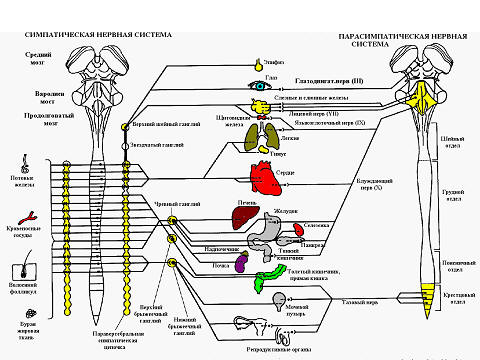 СИМПАТИЧЕСКАЯ НЕРВНАЯ СИСТЕМА
ПАРАСИМПАТИЧЕСКАЯ НЕРВНАЯ
СИСТЕМА
Средний
мозг
Варолиев
мост
Продолговатый
мозг
Эпифиз
Глаз
Глазодвигат.нерв (III)
Слезные и слюнные железы
Лицевой нерв (VII)
Щитовидная
железа
Языкоглоточный нерв (IX)
Верхний шейный ганглий
Звездчатый ганглий
Легкие
Тимус
Шейный
отдел
Потовые
железы
Сердце
Блуждающий
нерв (X)
Грудной
отдел
Чревный ганглий
Печень
Желудок
Кровеносные
сосуды
Селезенка
Надпочечник
Тонкий
кишечник
Панкреас
Почка
Толстый кишечник,
прямая кишка
Поясничный
отдел
Волосяной
фолликул
Верхний
брыжеечный
ганглий
Нижний
брыжеечный
ганглий
Мочевой
пузырь
Тазовый нерв
Крестцовый
отдел
Бурая
жировая
ткань
Паравертебральная
симпатическая
цепочка
Репродуктивные органы